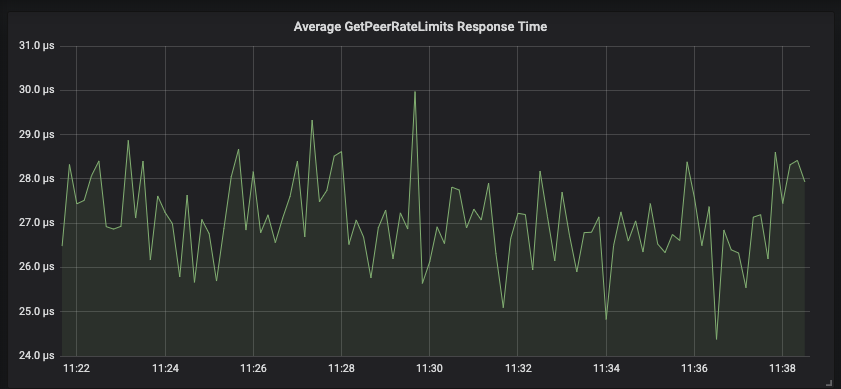 Average GetPeerRateLimits Response Time
31.0 µs
30.0 µs
29.0 µs
28.0 µs
27.0 µs
26.0 µs
25.0 µs
24.0 µs
11:22 11:24 11:26 11:28 11:30 11:32 11:34 11:36 11:38